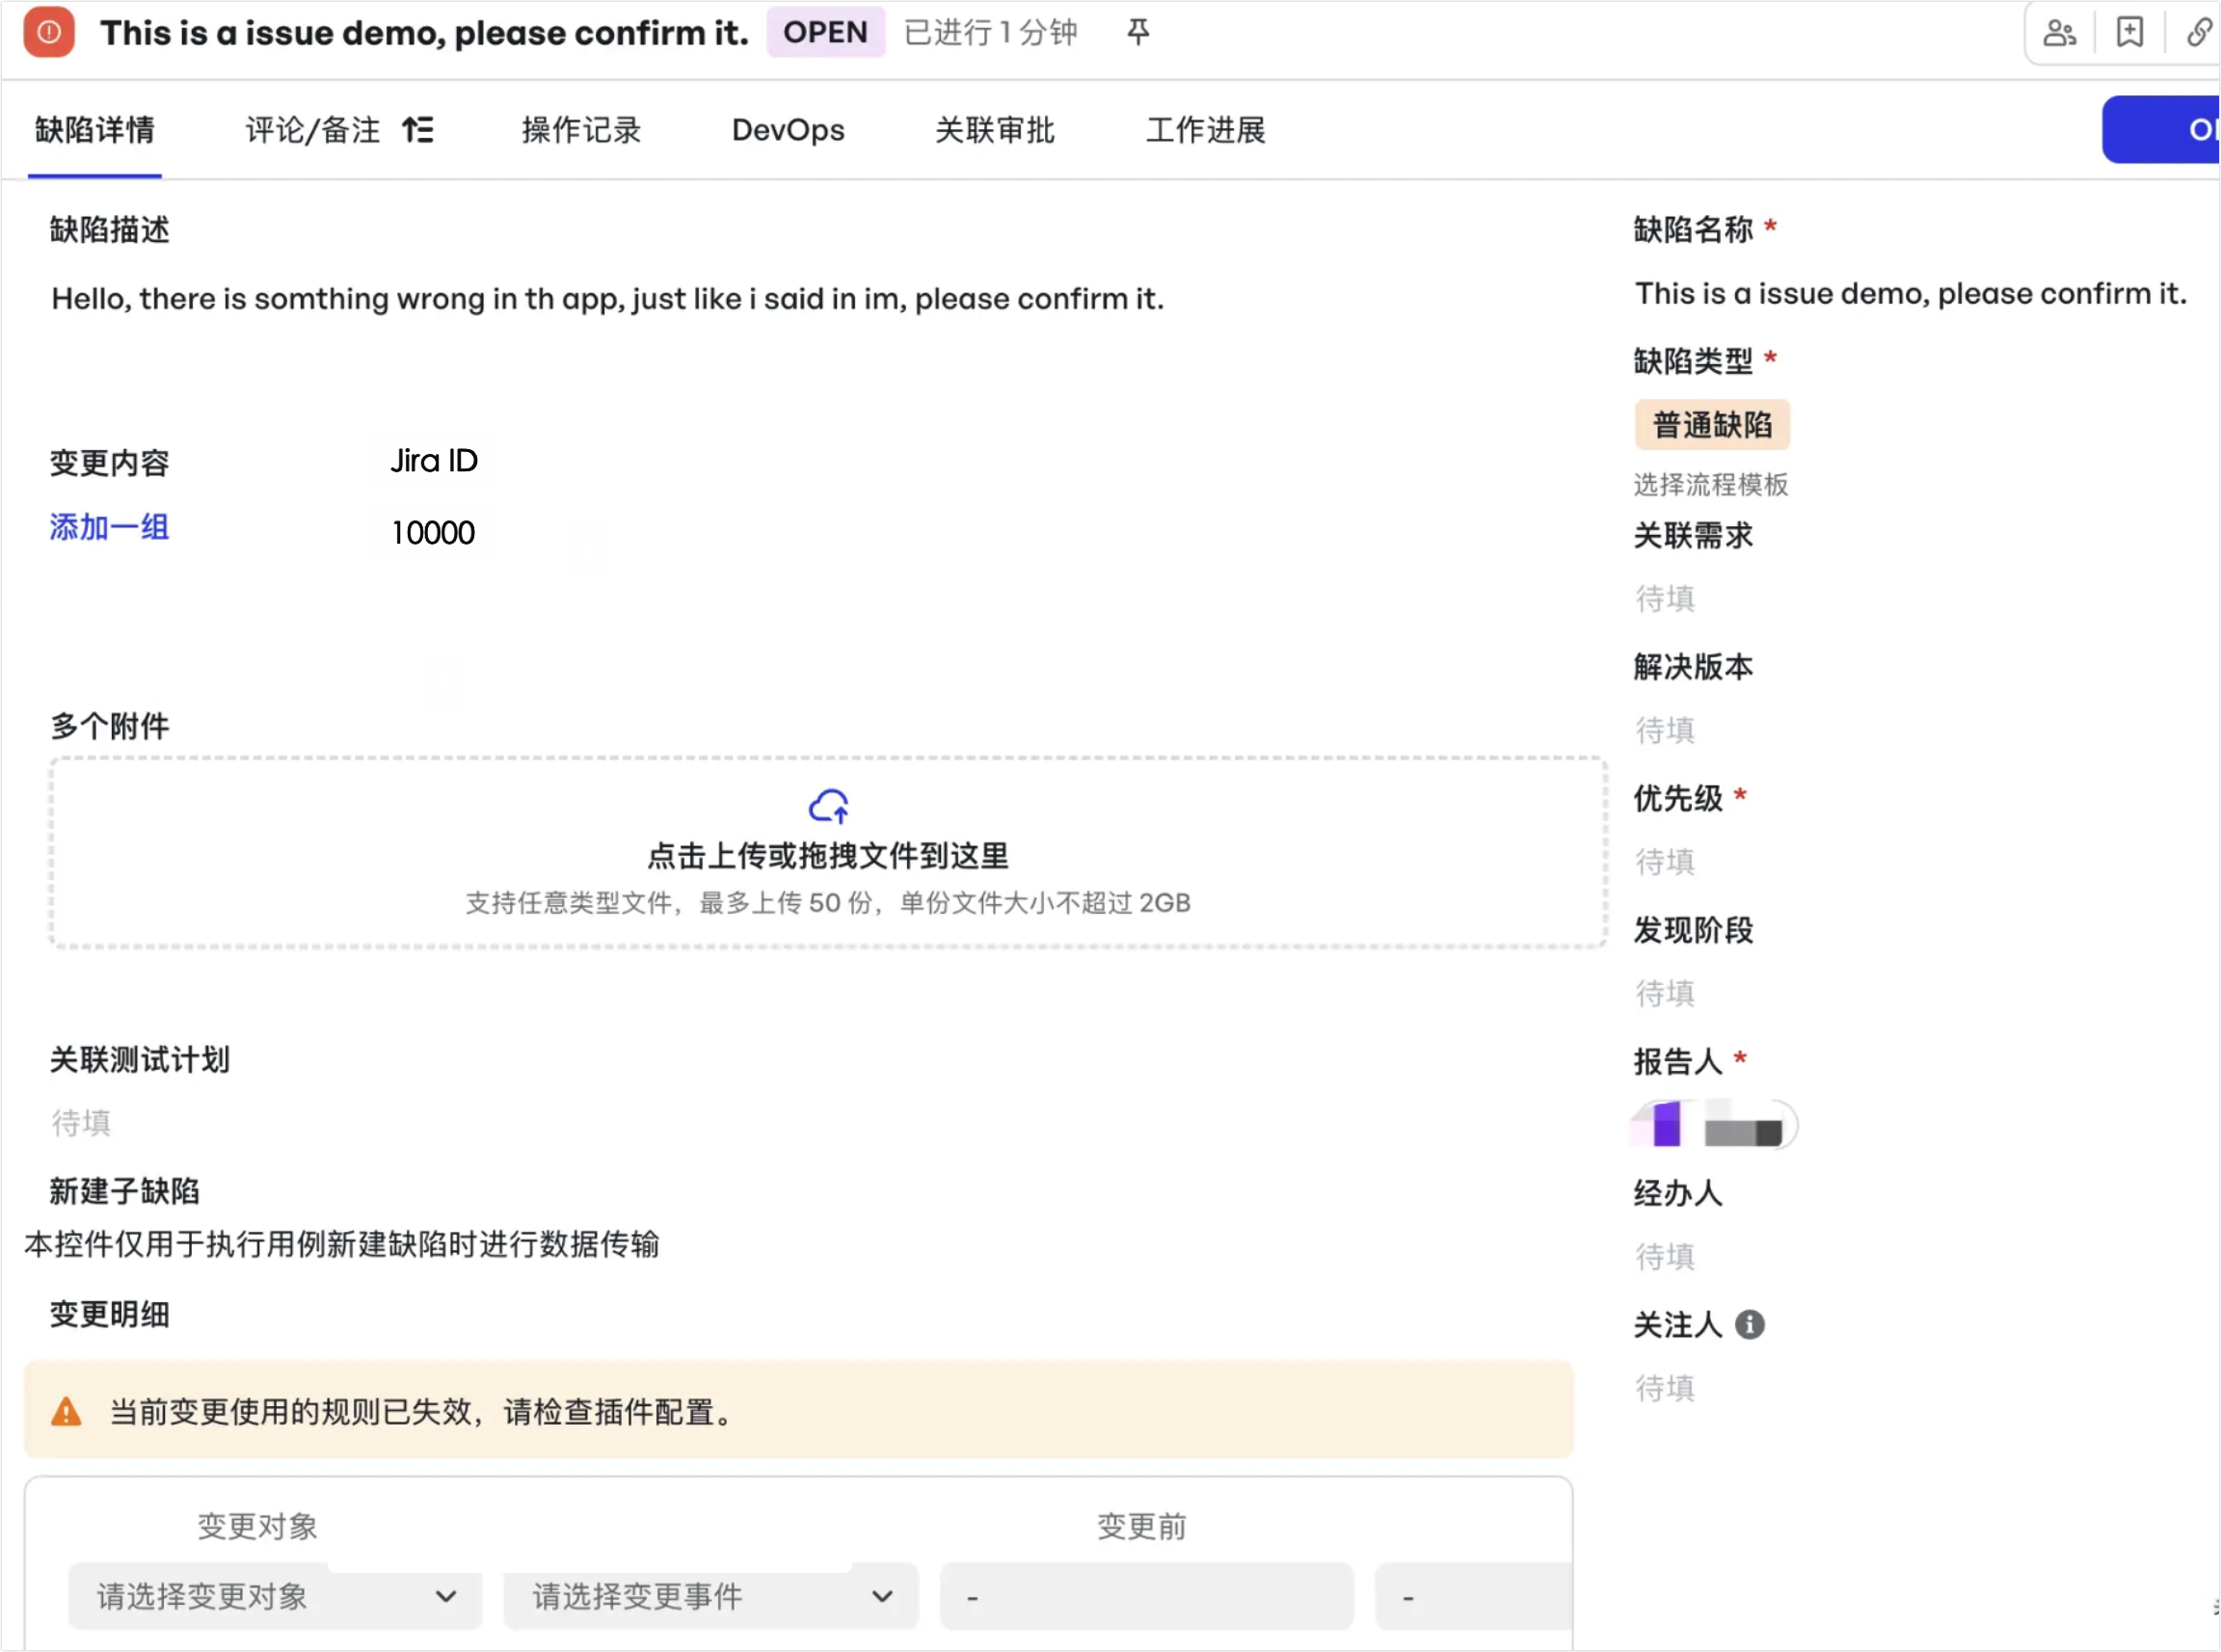 This is a issue demo, please confirm it. OPEN 已进行 1 分钟
缺陷详情 评论/备注 操作记录 DevOps 关联审批 工作进展
缺陷描述
Hello, there is somthing wrong in th app, just like i said in im, please confirm it.
变更内容 Jira ID
添加一组 10000
多个附件
点击上传或拖拽文件到这里
支持任意类型文件，最多上传 50 份，单份文件大小不超过 2GB
关联测试计划
待填
新建子缺陷
本控件仅用于执行用例新建缺陷时进行数据传输
变更明细
当前变更使用的规则已失效，请检查插件配置。
变更对象 变更前
请选择变更对象 请选择变更事件 - -
缺陷名称 *
This is a issue demo, please confirm it.
缺陷类型 *
普通缺陷
选择流程模板
关联需求
待填
解决版本
待填
优先级 *
待填
发现阶段
待填
报告人 *
经办人
待填
关注人
待填